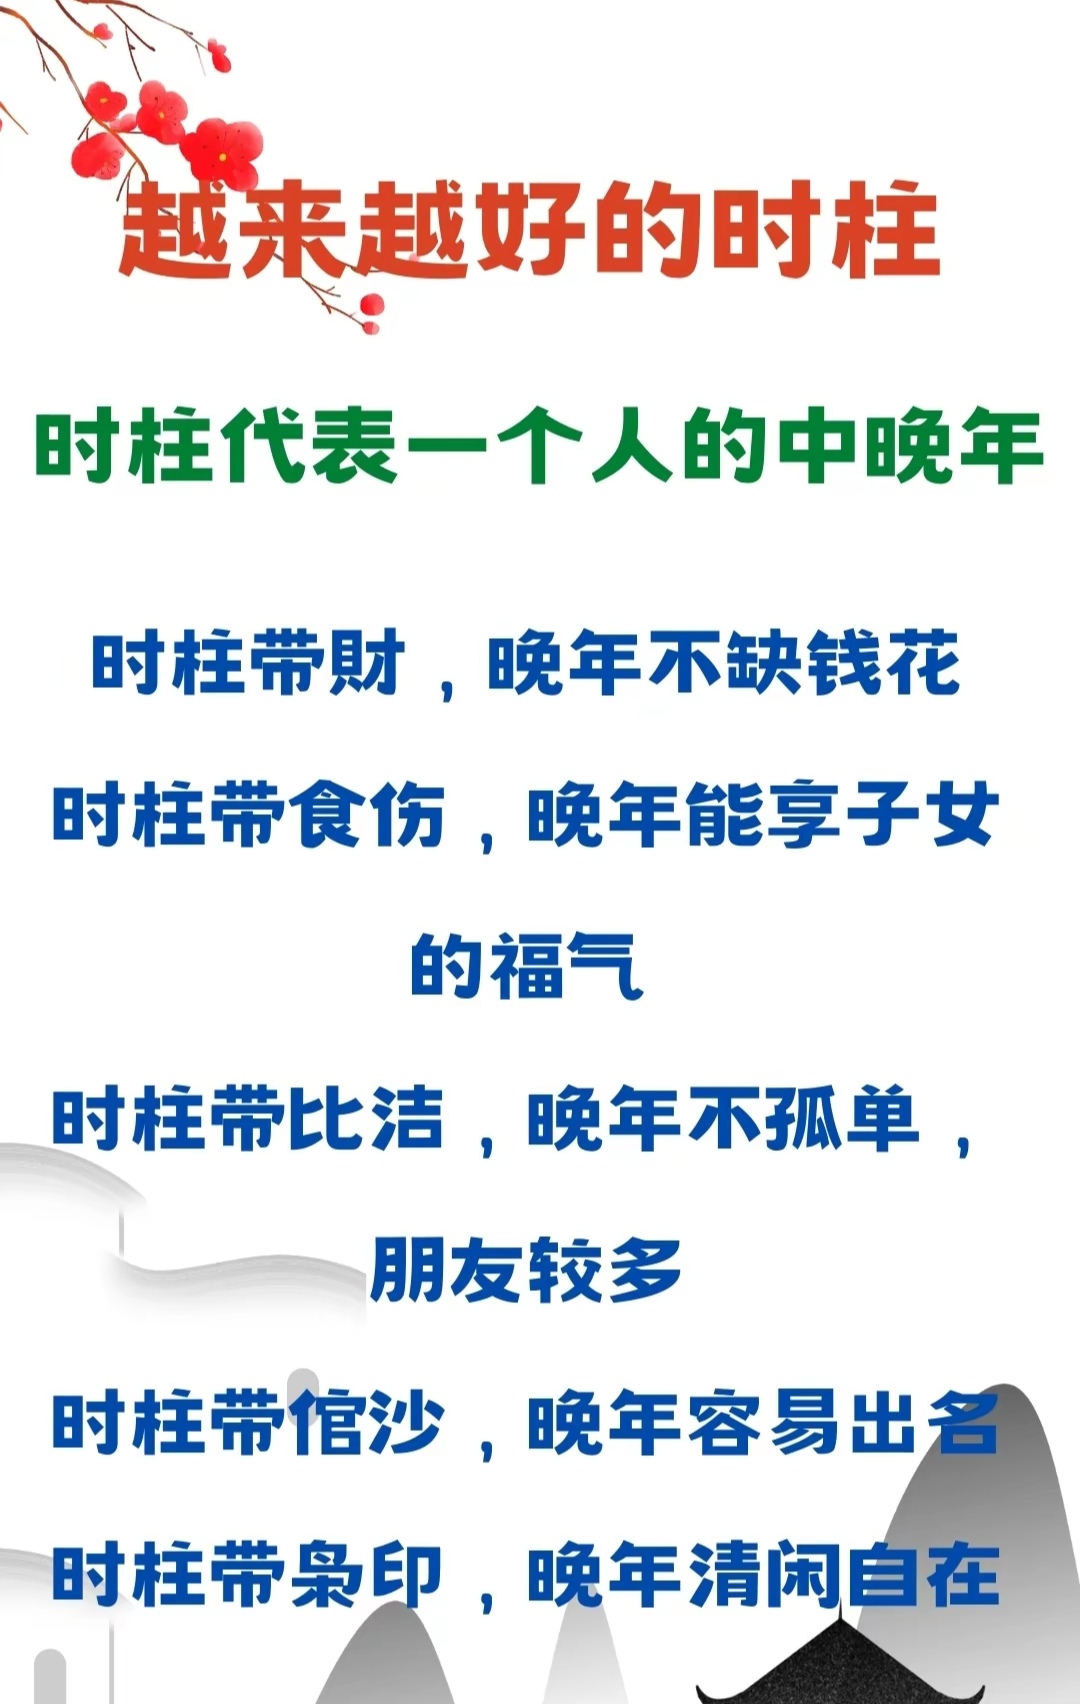 越来越好的时柱
时柱代表一个人的中晚年
时柱带財，晚年不缺钱花
时柱带食伤，晚年能享子女
的福气
时柱带比洁，晚年不孤单，
朋友较多
时柱带倌沙，晚年容易出名
时柱带枭印，晚年清闲自在